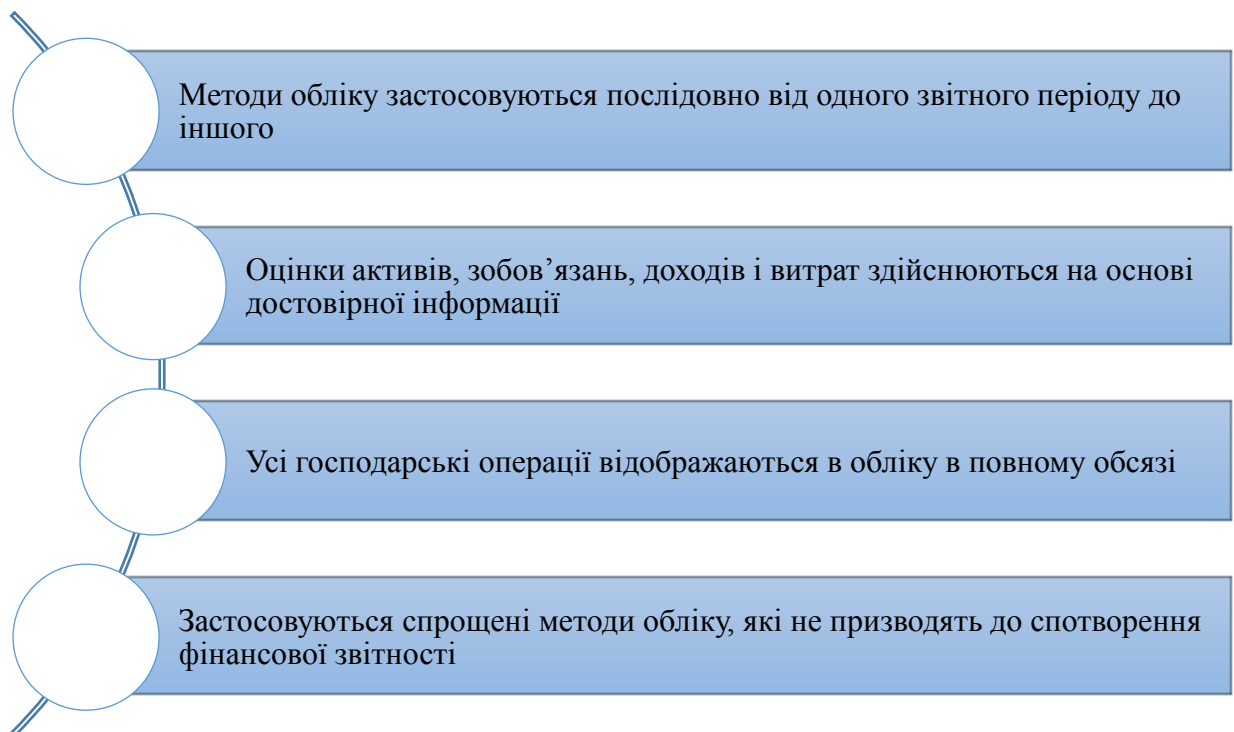 Методи обліку застосовуються послідовно від одного звітного періоду до
іншого
Оцінки активів, зобов’язань, доходів і витрат здійснюються на основі
достовірної інформації
Усі господарські операції відображаються в обліку в повному обсязі
Застосовуються спрощені методи обліку, які не призводять до спотворення
фінансової звітності